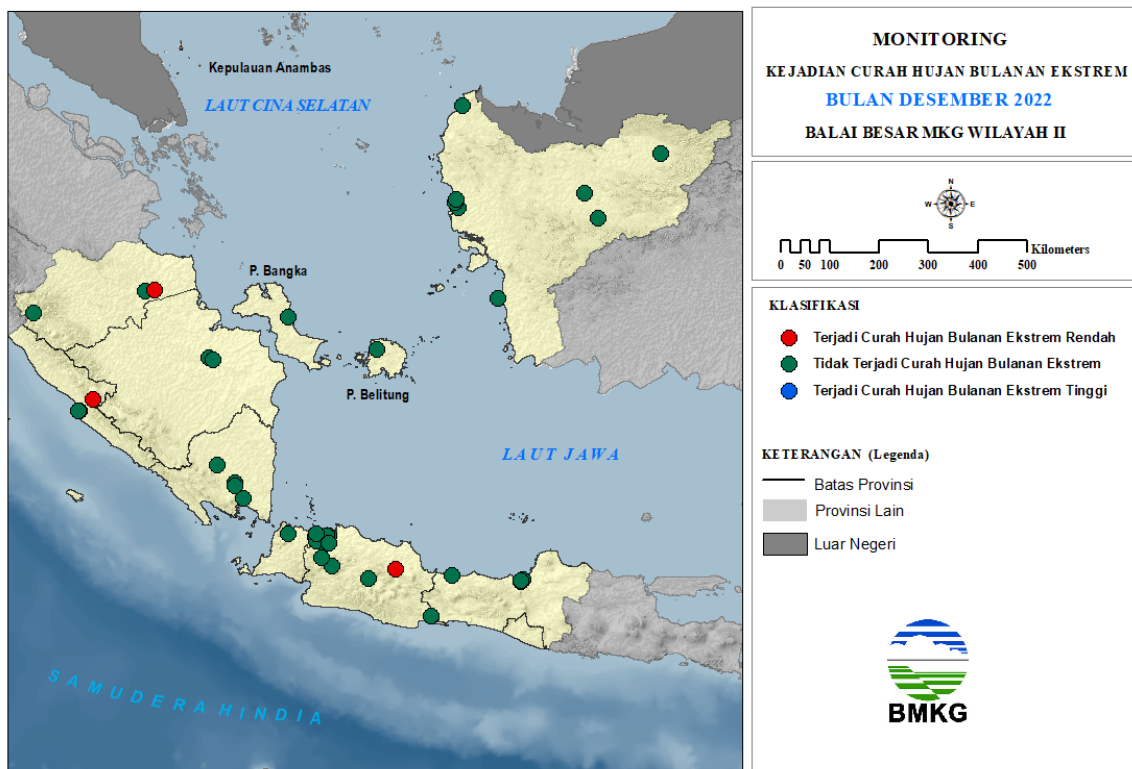 Kepulauan Anambas
LAUT CINA SELATAN
P. Bangka
P. Belitung
LAUT JAWA
SAMUDERA HINDIA
MONITORING
KEJADIAN CURAH HUJAN BULANAN EKSTREM
BULAN DESEMBER 2022
BALAI BESAR MKG WILAYAH II
N
W E
S
Kilometers
0 50 100 200 300 400 500
KLASIFIKASI
Terjadi Curah Hujan Bulanan Ekstrem Rendah
Tidak Terjadi Curah Hujan Bulanan Ekstrem
Terjadi Curah Hujan Bulanan Ekstrem Tinggi
KETERANGAN (Legenda)
Batas Provinsi
Provinsi Lain
Luar Negeri
BMKG